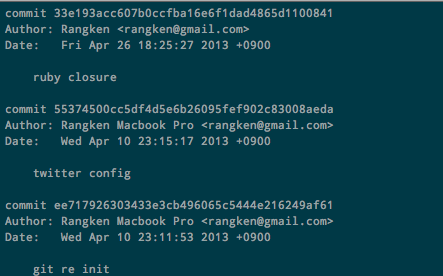 commit 33e193acc607b0ccfba16e6f1dad4865d1100841
Author: Rangken <rangken@gmail.com>
Date:   Fri Apr 26 18:25:27 2013 +0900
ruby closure
commit 55374500cc5df4d5e6b26095fef902c83008aeda
Author: Rangken Macbook Pro <rangken@gmail.com>
Date:   Wed Apr 10 23:15:17 2013 +0900
twitter config
commit ee717926303433e3cb496065c5444e216249af61
Author: Rangken Macbook Pro <rangken@gmail.com>
Date:   Wed Apr 10 23:11:53 2013 +0900
git re init